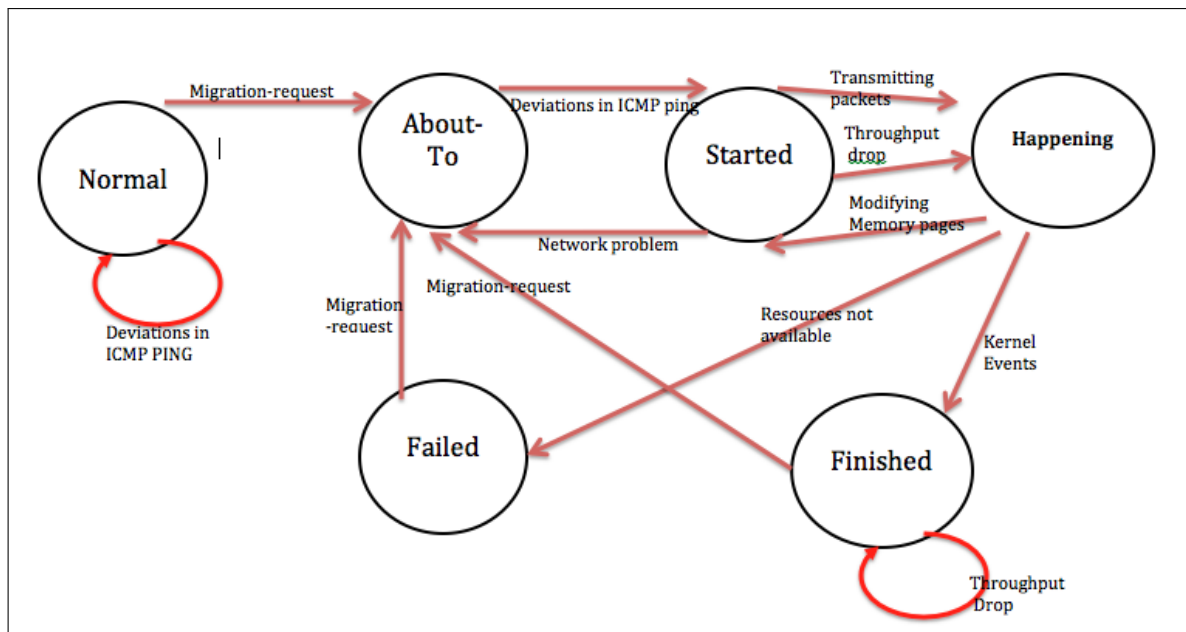 Migration-request
Deviations in ICMP ping
Transmitting
packets
Throughput
drop
Normal
About-
To
Started
Happening
Modifying
Memory pages
Network problem
Migration-request
Migration
-request
Resources not
available
Kernel
Events
Deviations in
ICMP PING
Failed
Finished
Throughput
Drop